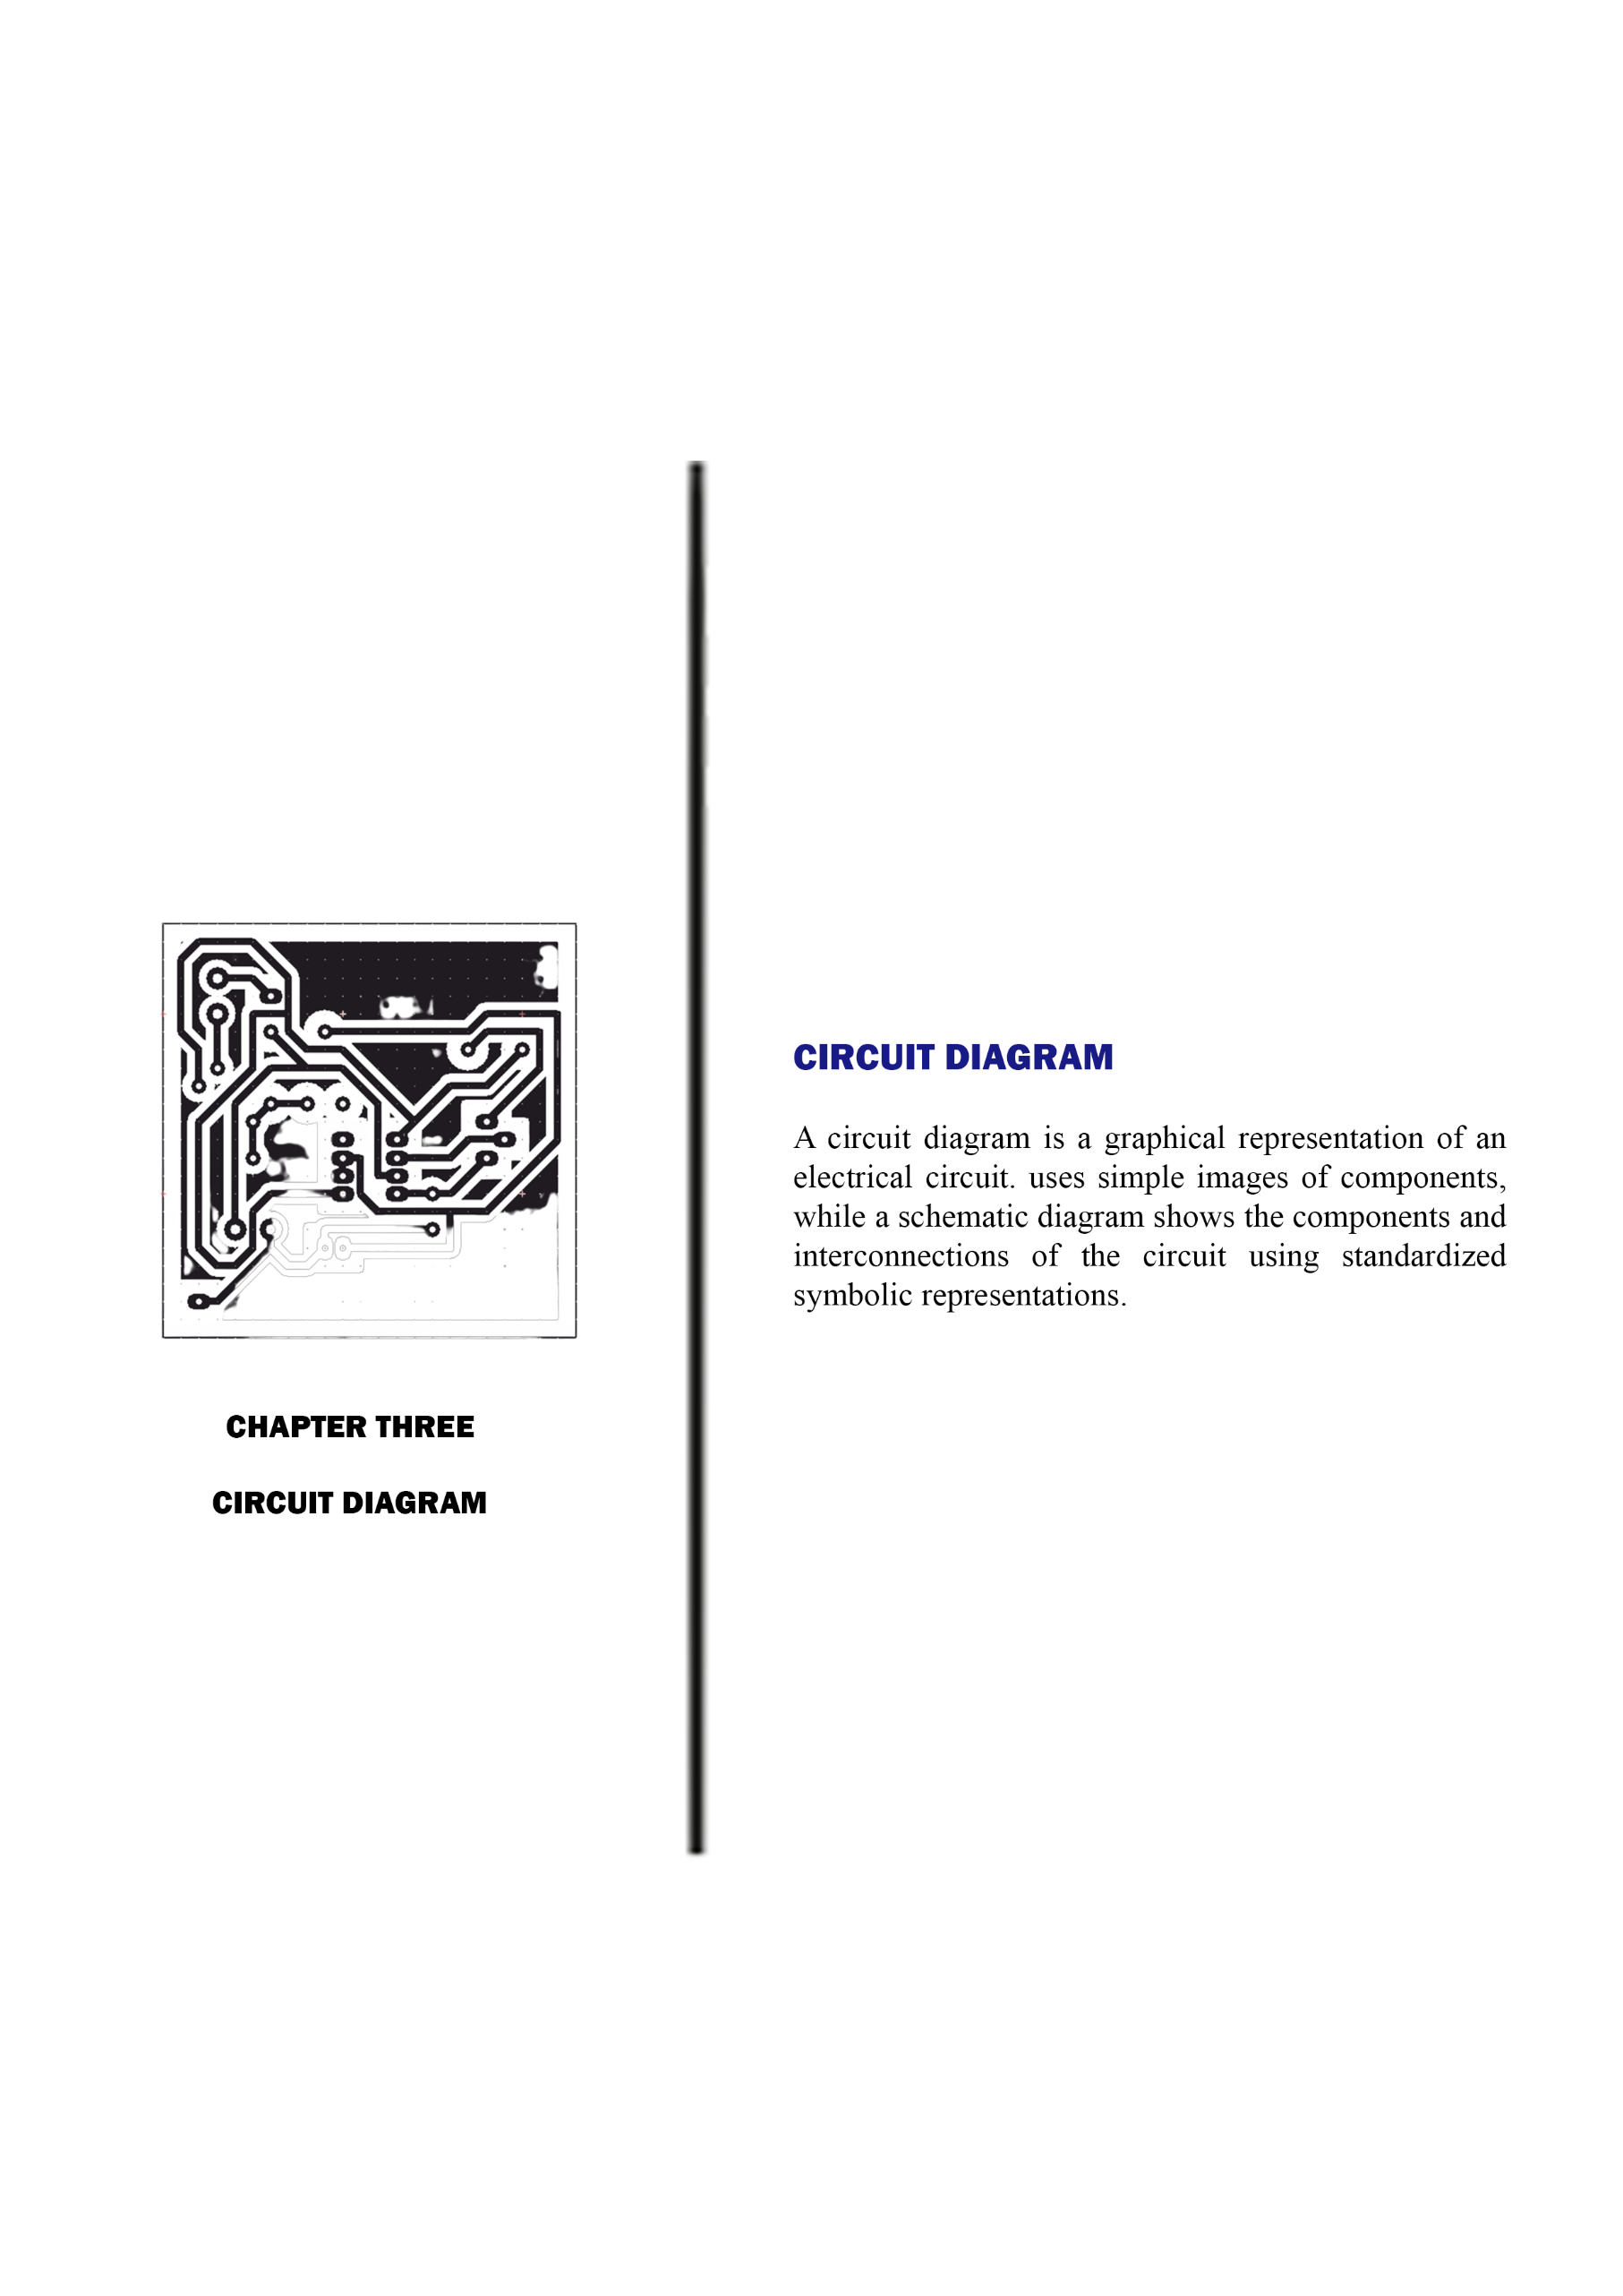 CHAPTER THREE
CIRCUIT DIAGRAM
CIRCUIT DIAGRAM
A circuit diagram is a graphical representation of an
electrical circuit. uses simple images of components,
while a schematic diagram shows the components and
interconnections of the circuit using standardized
symbolic representations.